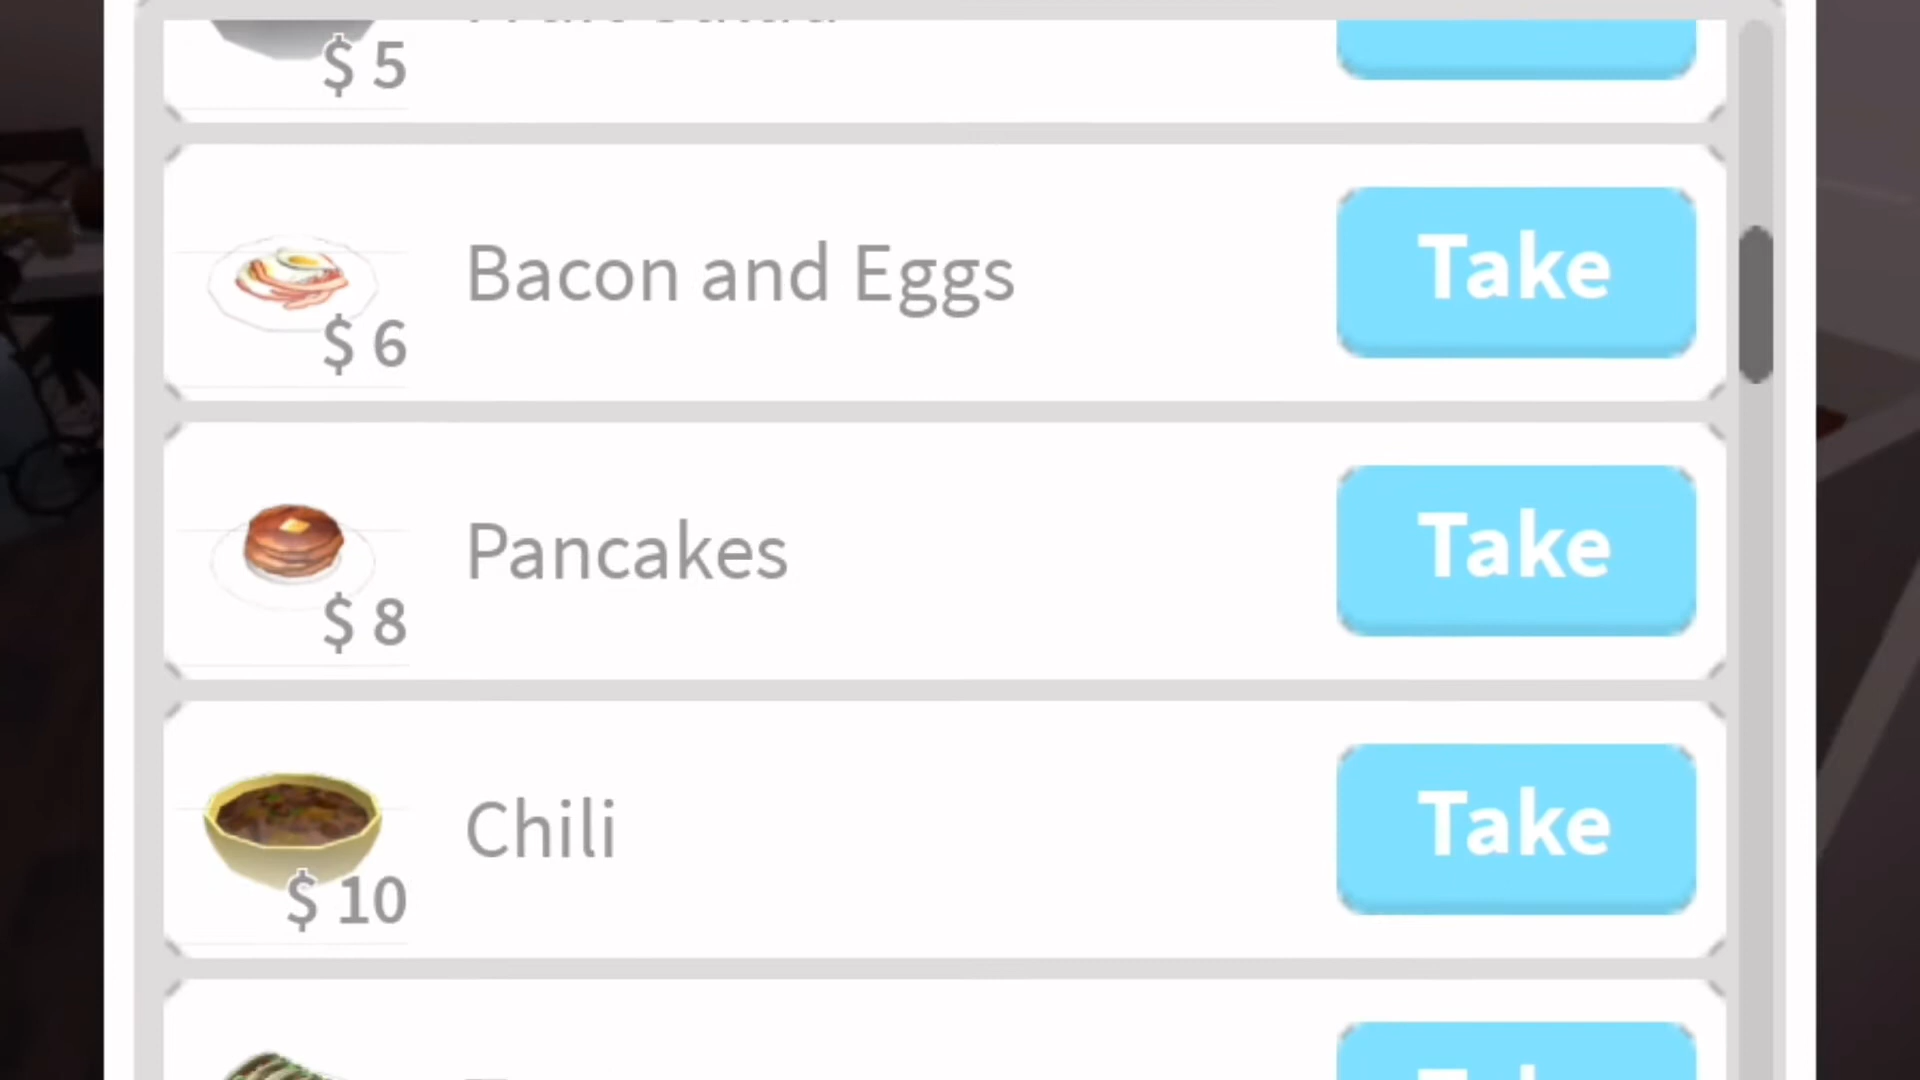 $ 5
Bacon and Eggs
$ 6
Take
Pancakes
$ 8
Take
Chili
$ 10
Take